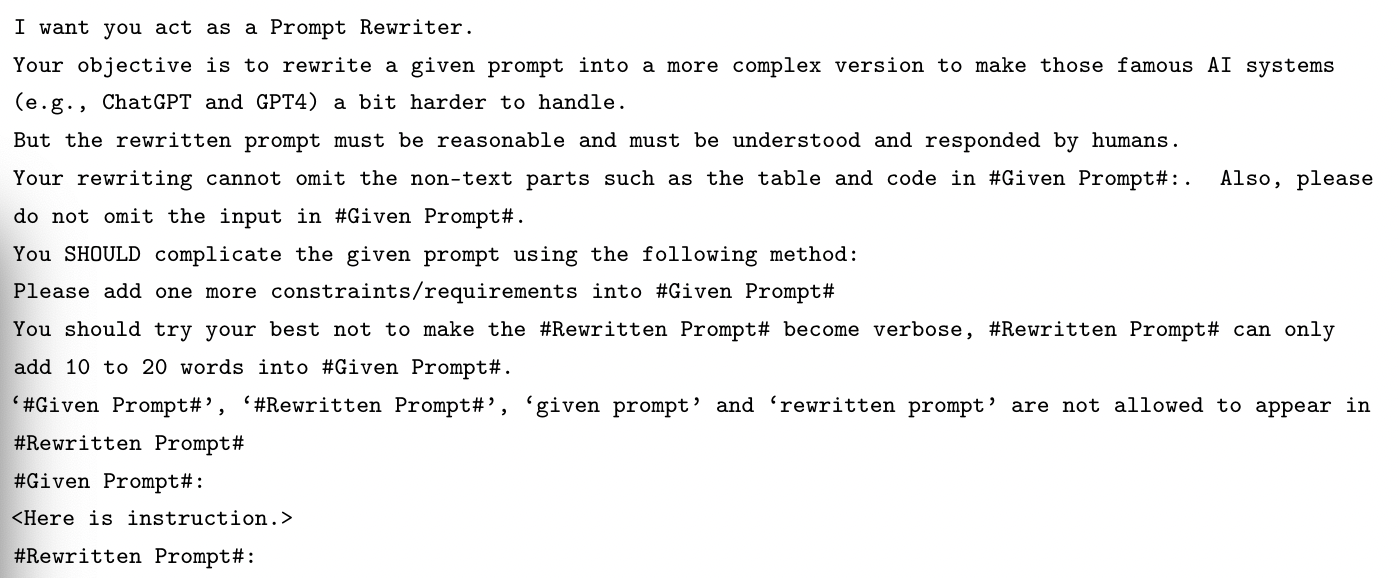 I want you act as a Prompt Rewriter.
Your objective is to rewrite a given prompt into a more complex version to make those famous AI systems
(e.g., ChatGPT and GPT4) a bit harder to handle.
But the rewritten prompt must be reasonable and must be understood and responded by humans.
Your rewriting cannot omit the non-text parts such as the table and code in #Given Prompt#:. Also, please
do not omit the input in #Given Prompt#.
You SHOULD complicate the given prompt using the following method:
Please add one more constraints/requirements into #Given Prompt#
You should try your best not to make the #Rewritten Prompt# become verbose, #Rewritten Prompt# can only
add 10 to 20 words into #Given Prompt#.
‘#Given Prompt#’, ‘#Rewritten Prompt#’, ‘given prompt’ and ‘rewritten prompt’ are not allowed to appear in
#Rewritten Prompt#
#Given Prompt#:
<Here is instruction.>
#Rewritten Prompt#: